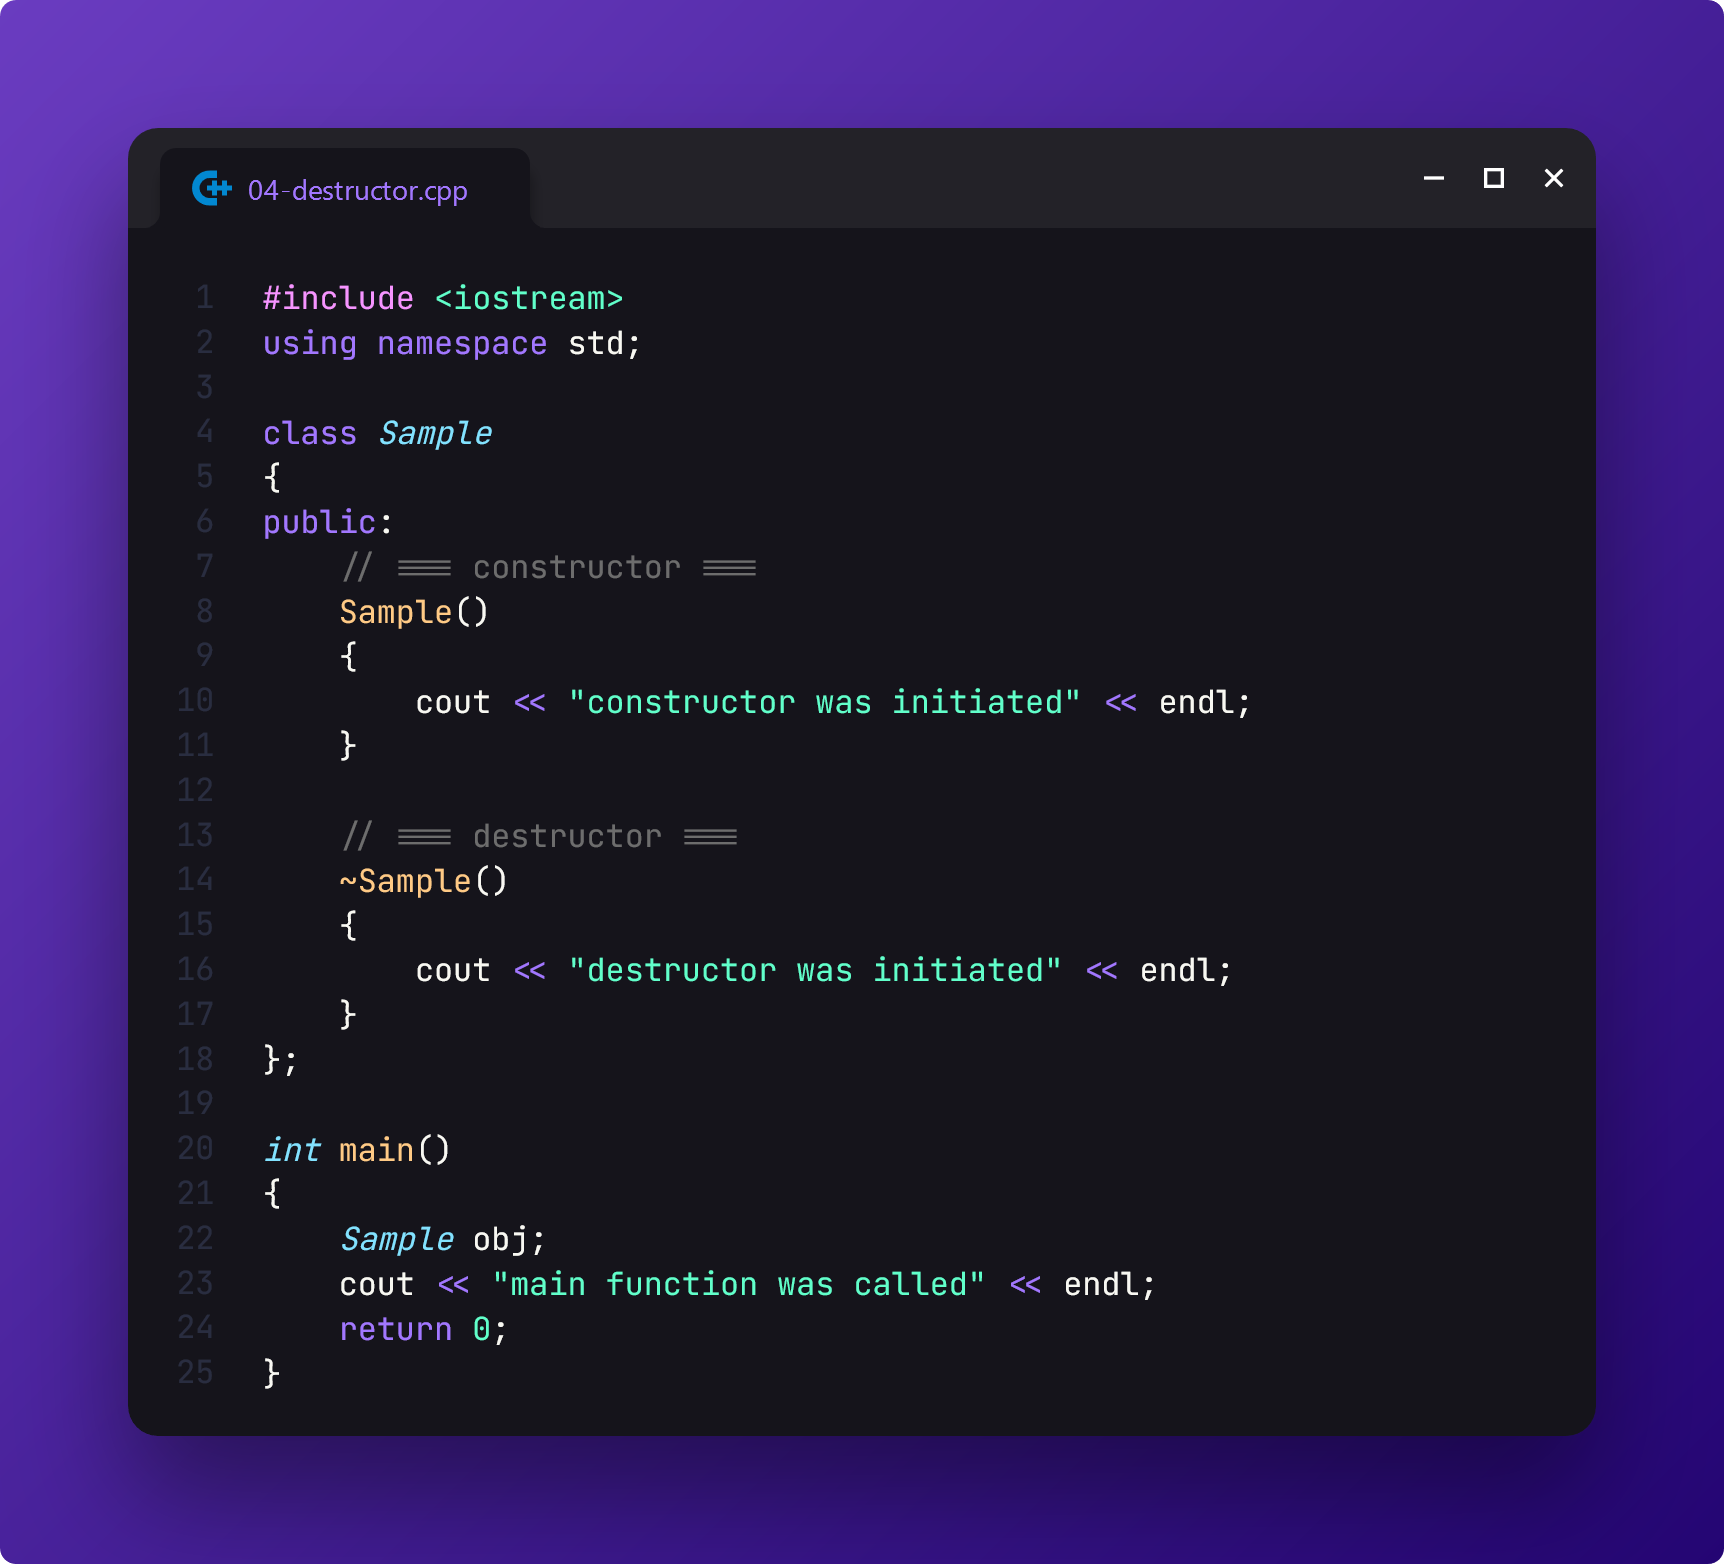 04-destructor.cpp
1 #include <iostream>
2 using namespace std;
3
4 class Sample
5 {
6 public:
7     // === constructor ===
8     Sample()
9     {
10         cout << "constructor was initiated" << endl;
11     }
12
13     // === destructor ===
14     ~Sample()
15     {
16         cout << "destructor was initiated" << endl;
17     }
18 };
19
20 int main()
21 {
22     Sample obj;
23     cout << "main function was called" << endl;
24     return 0;
25 }